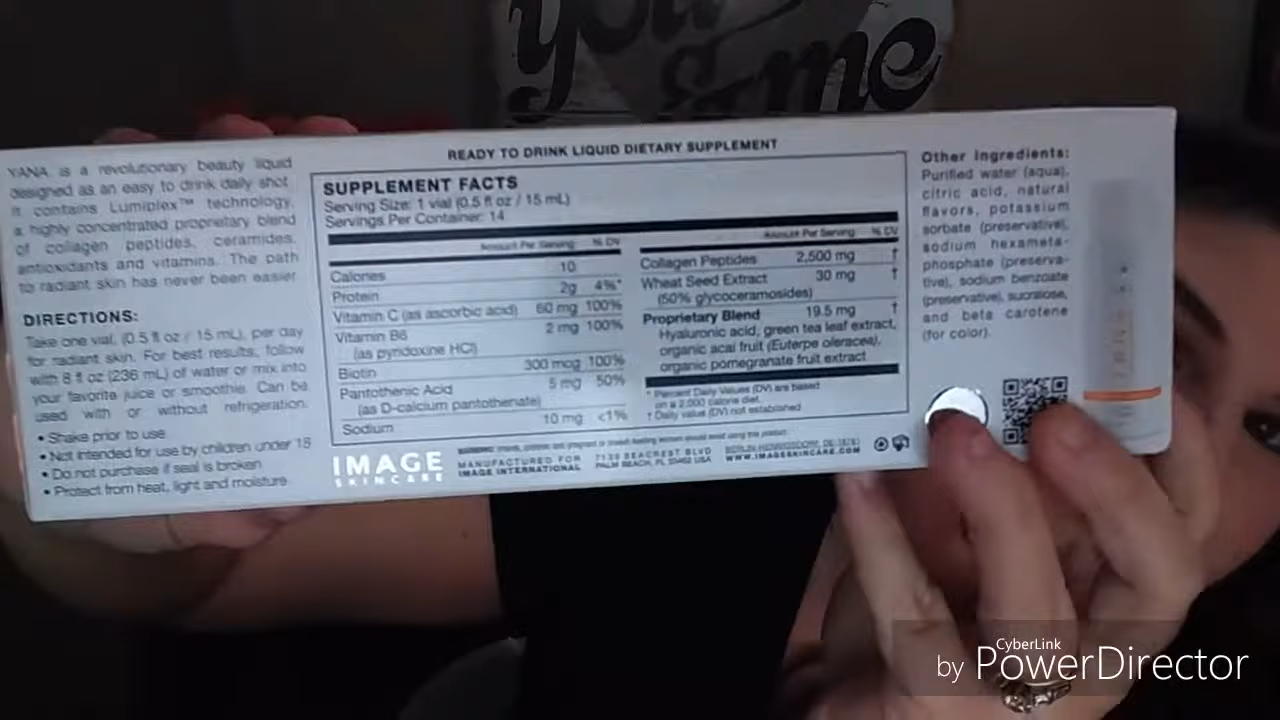 you
& me
YANA is a revolutionary beauty liquid
designed as an easy to drink daily shot.
It contains Lumiplex™ technology,
a highly concentrated proprietary blend
of collagen peptides, ceramides,
antioxidants and vitamins. The path
to radiant skin has never been easier
DIRECTIONS:
Take one vial, (0.5 fl oz / 15 mL), per day
for radiant skin. For best results, follow
with 8 fl oz (236 mL) of water or mix into
your favorite juice or smoothie. Can be
used with or without refrigeration.
• Shake prior to use
• Not intended for use by children under 18
• Do not purchase if seal is broken
• Protect from heat, light and moisture
READY TO DRINK LIQUID DIETARY SUPPLEMENT
SUPPLEMENT FACTS
Serving Size: 1 vial (0.5 fl oz / 15 mL)
Servings Per Container: 14
Amount Per Serving % DV
Calories 10
Protein 2g 4%*
Vitamin C (as ascorbic acid) 60 mg 100%
Vitamin B6 2 mg 100%
(as pyridoxine HCl)
Biotin 300 mcg 100%
Pantothenic Acid 5 mg 50%
(as D-calcium pantothenate)
Sodium 10 mg <1%
Amount Per Serving % DV
Collagen Peptides 2,500 mg †
Wheat Seed Extract 30 mg †
(50% glycoceramosides)
Proprietary Blend 19.5 mg †
Hyaluronic acid, green tea leaf extract,
organic acai fruit (Euterpe oleracea),
organic pomegranate fruit extract
* Percent Daily Values (DV) are based
on a 2,000 calorie diet.
† Daily value (DV) not established
IMAGE
SKINCARE
MANUFACTURED FOR
IMAGE INTERNATIONAL
7139 SEACREST BLVD
PALM BEACH, FL 33462 USA
WWW.IMAGESKINCARE.COM
Other Ingredients:
Purified water (aqua),
citric acid, natural
flavors, potassium
sorbate (preservative),
sodium hexameta-
phosphate (preserva-
tive), sodium benzoate
(preservative), sucralose,
and beta carotene
(for color).
CyberLink
by PowerDirector